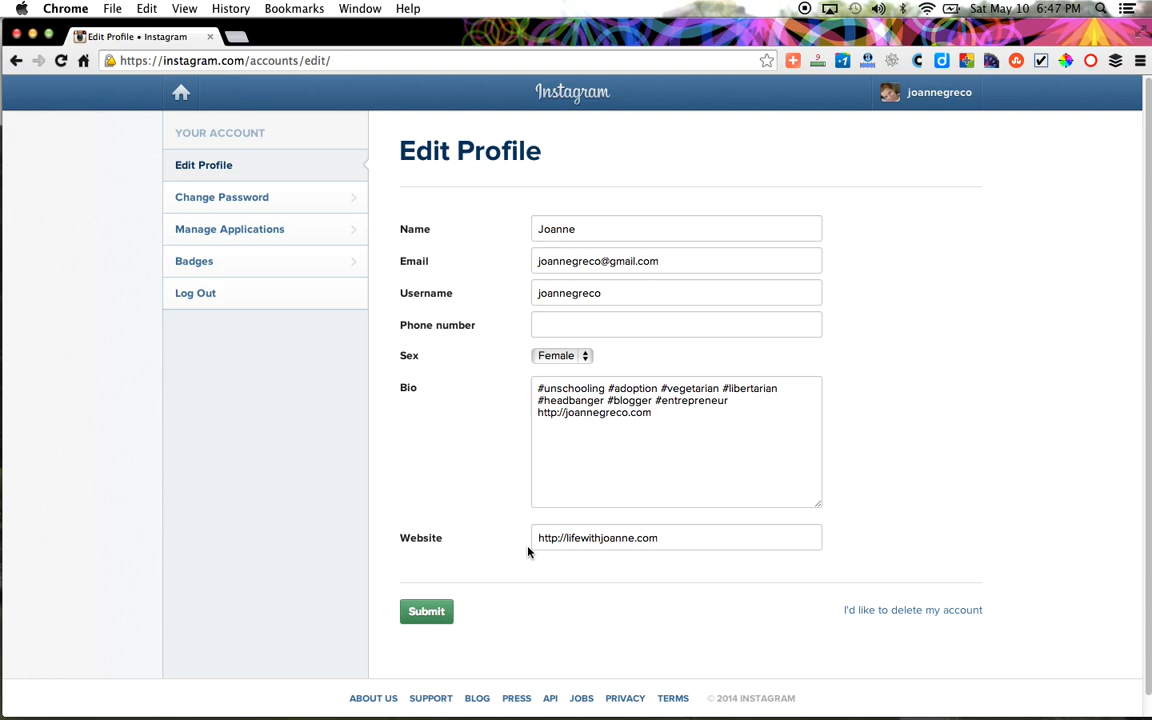 Chrome File Edit View History Bookmarks Window Help Sat May 10 6:47 PM
Edit Profile • Instagram
https://instagram.com/accounts/edit/
Instagram
joannegreco
YOUR ACCOUNT
Edit Profile
Change Password
Manage Applications
Badges
Log Out
Edit Profile
Name Joanne
Email joannegreco@gmail.com
Username joannegreco
Phone number
Sex Female
Bio #unschooling #adoption #vegetarian #libertarian
#headbanger #blogger #entrepreneur
http://joannegreco.com
Website http://lifewithjoanne.com
Submit I'd like to delete my account
ABOUT US SUPPORT BLOG PRESS API JOBS PRIVACY TERMS © 2014 INSTAGRAM